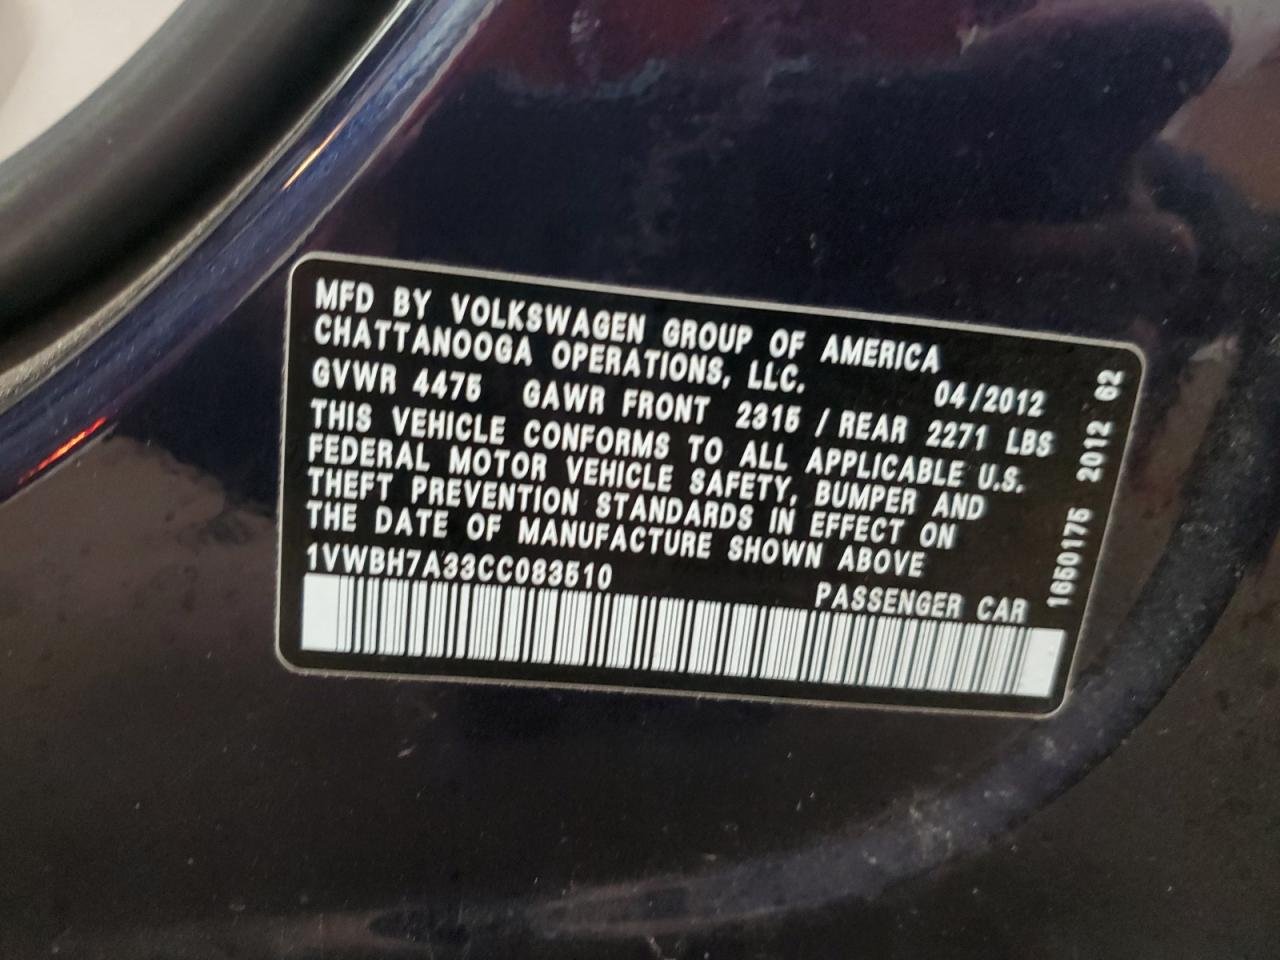 MFD BY VOLKSWAGEN GROUP OF AMERICA
CHATTANOOGA OPERATIONS, LLC.
04/2012
GVWR 4475 GAWR FRONT 2315 / REAR 2271 LBS
THIS VEHICLE CONFORMS TO ALL APPLICABLE U.S.
FEDERAL MOTOR VEHICLE SAFETY, BUMPER AND
THEFT PREVENTION STANDARDS IN EFFECT ON
THE DATE OF MANUFACTURE SHOWN ABOVE
1VWBH7A33CC083510
PASSENGER CAR
1650175 2012 62